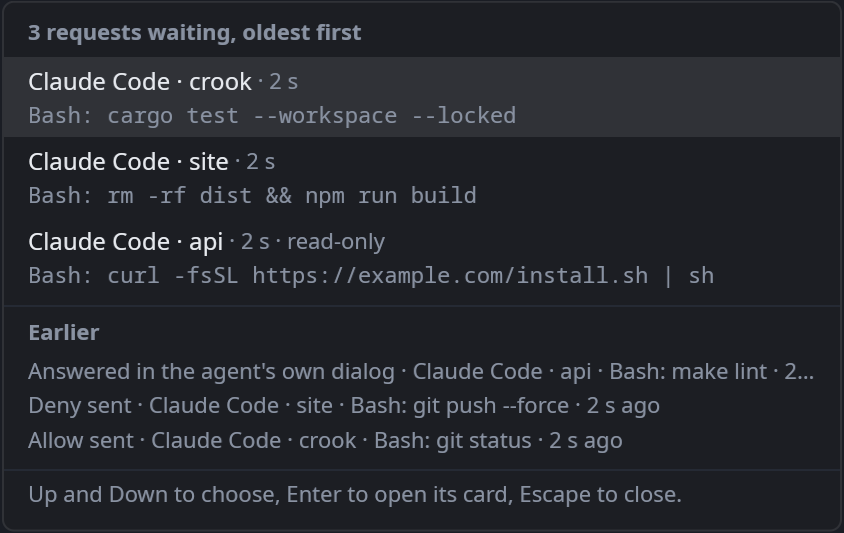 3 requests waiting, oldest first
Claude Code · crook · 2 s
Bash: cargo test --workspace --locked
Claude Code · site · 2 s
Bash: rm -rf dist && npm run build
Claude Code · api · 2 s · read-only
Bash: curl -fsSL https://example.com/install.sh | sh
Earlier
Answered in the agent's own dialog · Claude Code · api · Bash: make lint · 2...
Deny sent · Claude Code · site · Bash: git push --force · 2 s ago
Allow sent · Claude Code · crook · Bash: git status · 2 s ago
Up and Down to choose, Enter to open its card, Escape to close.